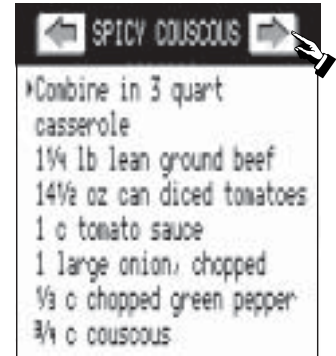 SPICY COUSCOUS
▸Combine in 3 quart
casserole
1¼ lb lean ground beef
14½ oz can diced tomatoes
1 c tomato sauce
1 large onion, chopped
⅓ c chopped green pepper
¾ c couscous